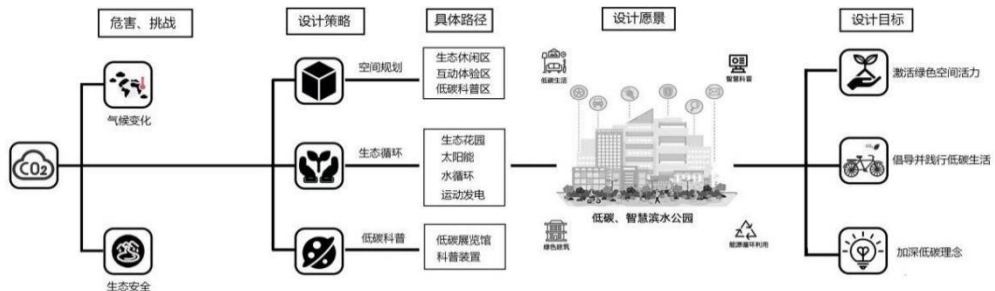 危害、挑战
设计策略
具体路径
设计愿景
设计目标
CO₂
气候变化
生态安全
空间规划
生态休闲区
互动体验区
低碳科普区
生态循环
生态花园
太阳能
水循环
运动发电
低碳科普
低碳展览馆
科普装置
低碳生活
智慧科普
低碳、智慧滨水公园
绿色建筑
能源循环利用
激活绿色空间活力
倡导并践行低碳生活
加深低碳理念